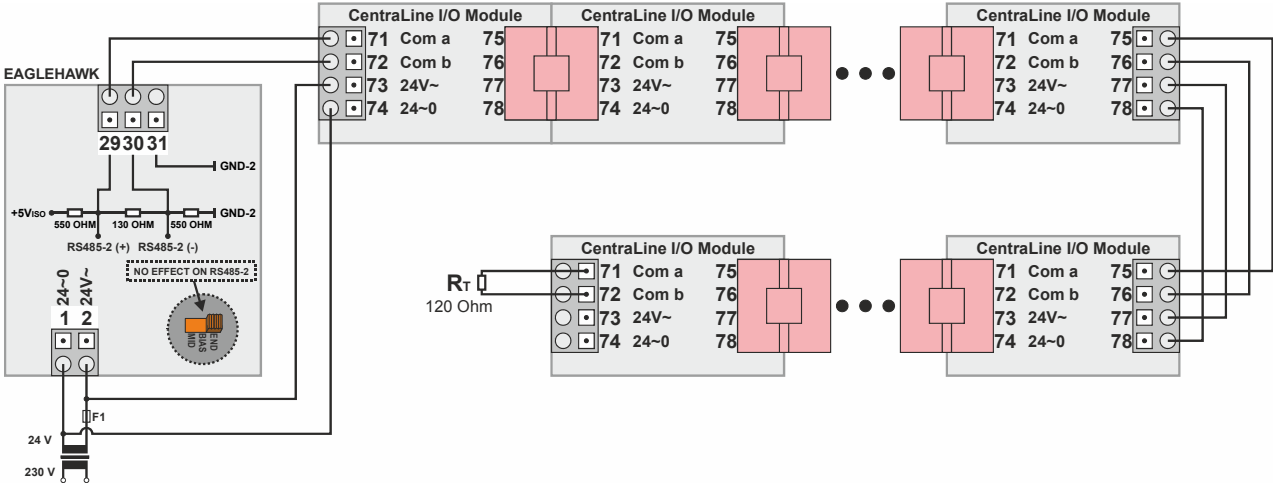 CentraLine I/O Module CentraLine I/O Module CentraLine I/O Module
71 Com a 75 71 Com a 75 71 Com a 75
72 Com b 76 72 Com b 76 72 Com b 76
73 24V~ 77 73 24V~ 77 73 24V~ 77
74 24~0 78 74 24~0 78 74 24~0 78
EAGLEHAWK
29 30 31
GND-2
+5VISO
GND-2
550 OHM 130 OHM 550 OHM
RS485-2 (+) RS485-2 (-)
NO EFFECT ON RS485-2
24~0 24V~
1 2
MID
BIAS
END
F1
24 V
230 V
CentraLine I/O Module CentraLine I/O Module
RT
120 Ohm
71 Com a 75 71 Com a 75
72 Com b 76 72 Com b 76
73 24V~ 77 73 24V~ 77
74 24~0 78 74 24~0 78